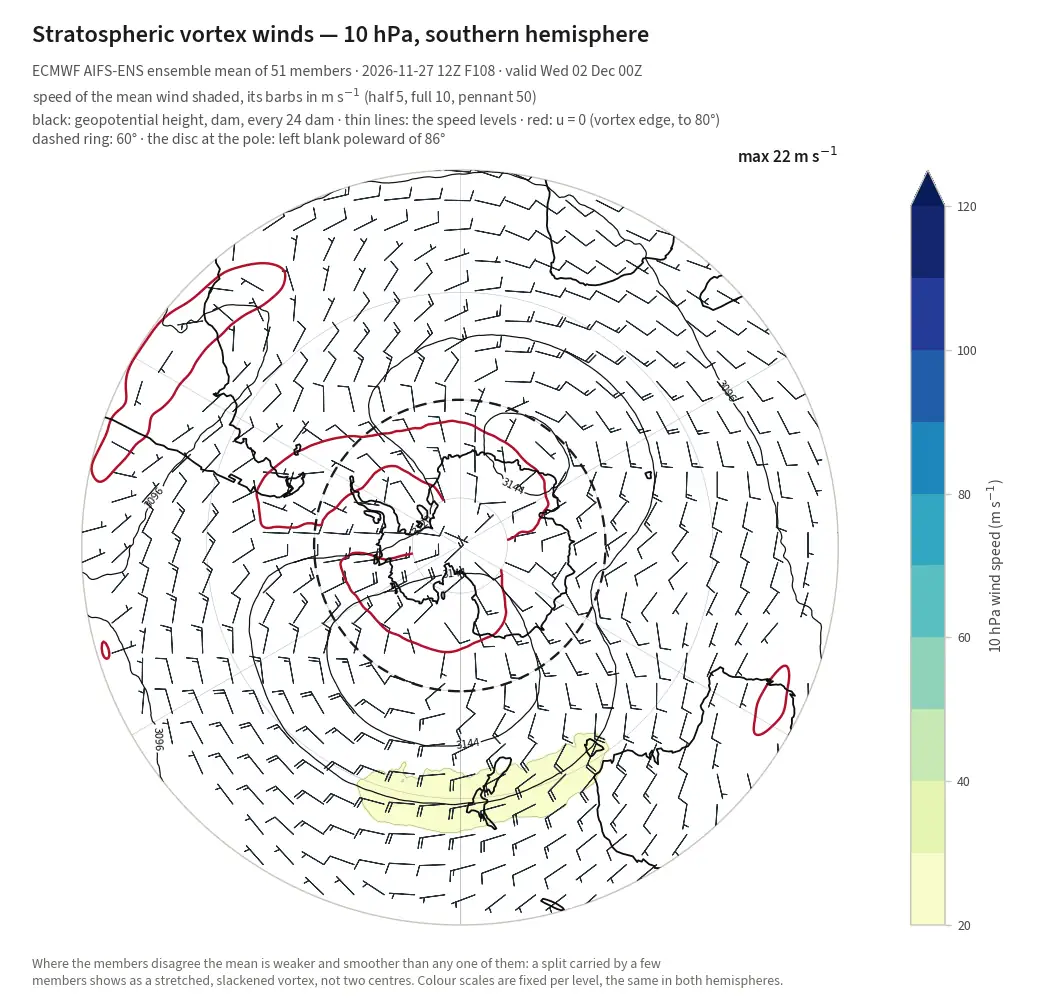 Stratospheric vortex winds — 10 hPa, southern hemisphere
ECMWF AIFS-ENS ensemble mean of 51 members · 2026-11-27 12Z F108 · valid Wed 02 Dec 00Z
speed of the mean wind shaded, its barbs in m s⁻¹ (half 5, full 10, pennant 50)
black: geopotential height, dam, every 24 dam · thin lines: the speed levels · red: u = 0 (vortex edge, to 80°)
dashed ring: 60° · the disc at the pole: left blank poleward of 86°
max 22 m s⁻¹
120
100
80
60
40
20
10 hPa wind speed (m s⁻¹)
3096
3144
3096
3144
3144
3096
Where the members disagree the mean is weaker and smoother than any one of them: a split carried by a few
members shows as a stretched, slackened vortex, not two centres. Colour scales are fixed per level, the same in both hemispheres.